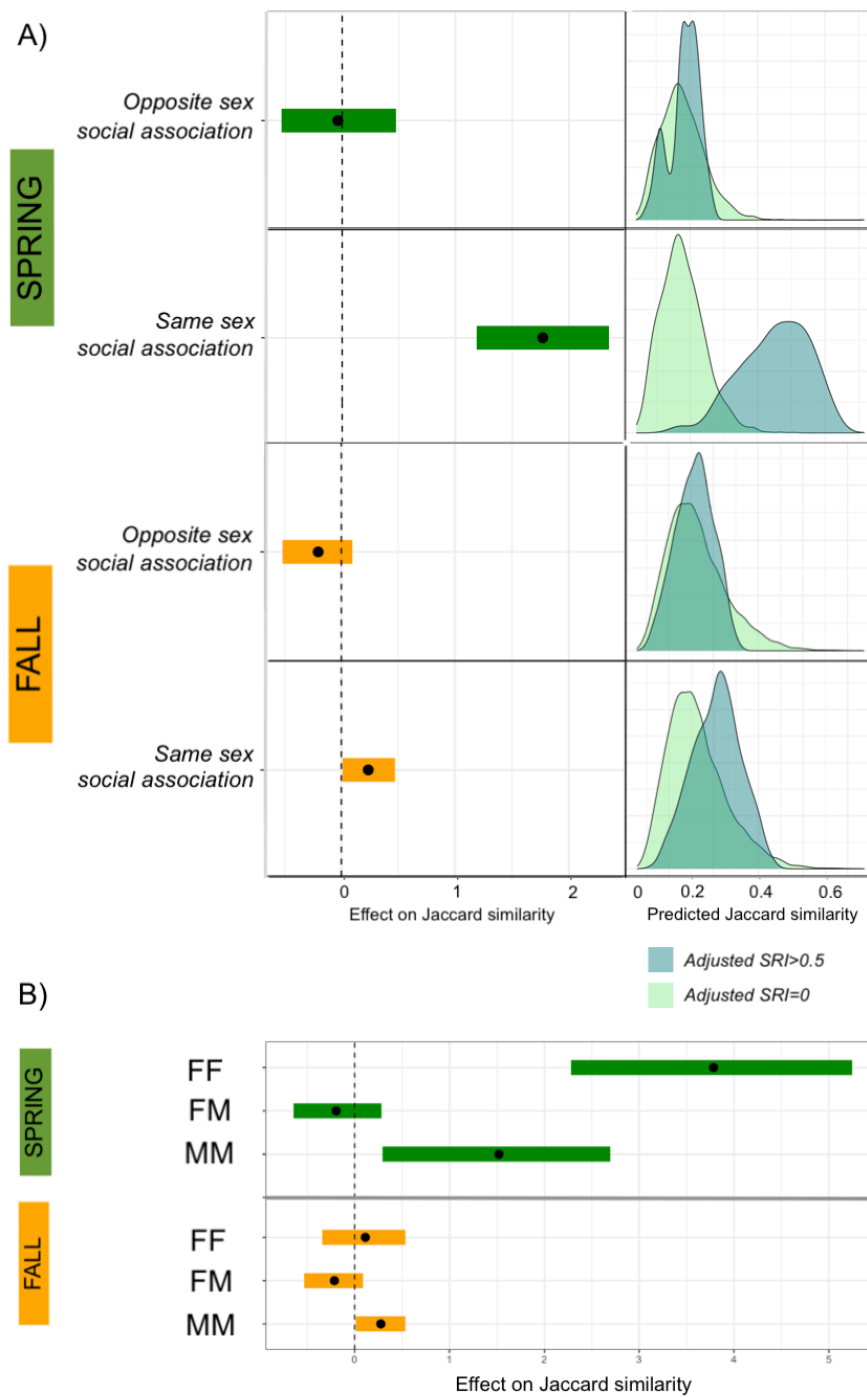 A)
SPRING
Opposite sex
social association
Same sex
social association
FALL
Opposite sex
social association
Same sex
social association
0 1 2
Effect on Jaccard similarity
0 0.2 0.4 0.6
Predicted Jaccard similarity
Adjusted SRI>0.5
Adjusted SRI=0
B)
SPRING
FF
FM
MM
FALL
FF
FM
MM
0 1 2 3 4 5
Effect on Jaccard similarity